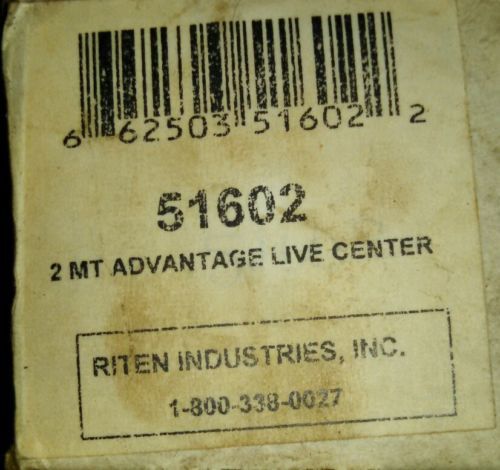 6 62503 51602 2
51602
2 MT ADVANTAGE LIVE CENTER
RITEN INDUSTRIES, INC.
1-800-338-0027